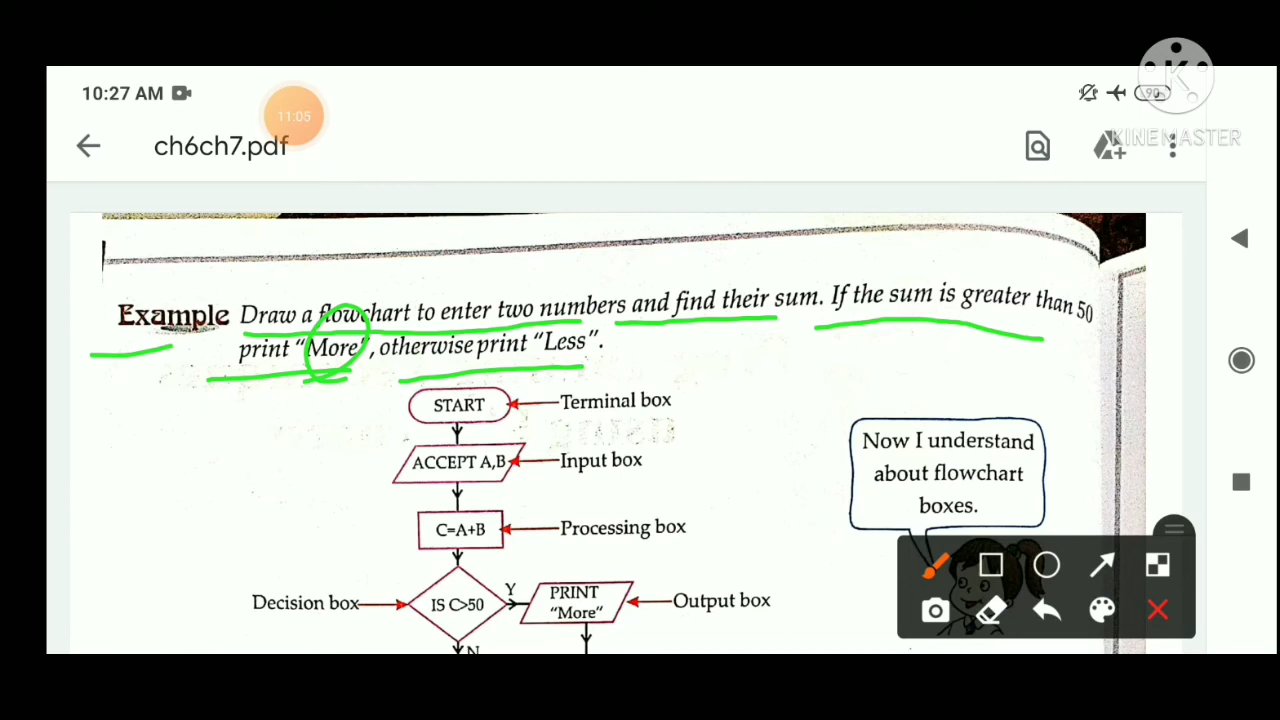 10:27 AM
90
11:05
KINEMASTER
K
ch6ch7.pdf
Example Draw a flowchart to enter two numbers and find their sum. If the sum is greater than 50
print "More", otherwise print "Less".
START
Terminal box
ACCEPT A,B
Input box
C=A+B
Processing box
Decision box
IS C>50
Y
PRINT
"More"
Output box
N
Now I understand
about flowchart
boxes.